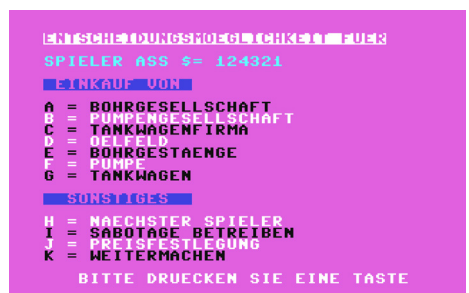 ENTSCHEIDUNGSMOEGLICHKEIT FUER
SPIELER ASS $= 124321
EINKAUF VON
A = BOHRGESELLSCHAFT
B = PUMPENGESELLSCHAFT
C = TANKWAGENFIRMA
D = OELFELD
E = BOHRGESTAENGE
F = PUMPE
G = TANKWAGEN
SONSTIGES
H = NAECHSTER SPIELER
I = SABOTAGE BETREIBEN
J = PREISFESTLEGUNG
K = WEITERMACHEN
BITTE DRUECKEN SIE EINE TASTE